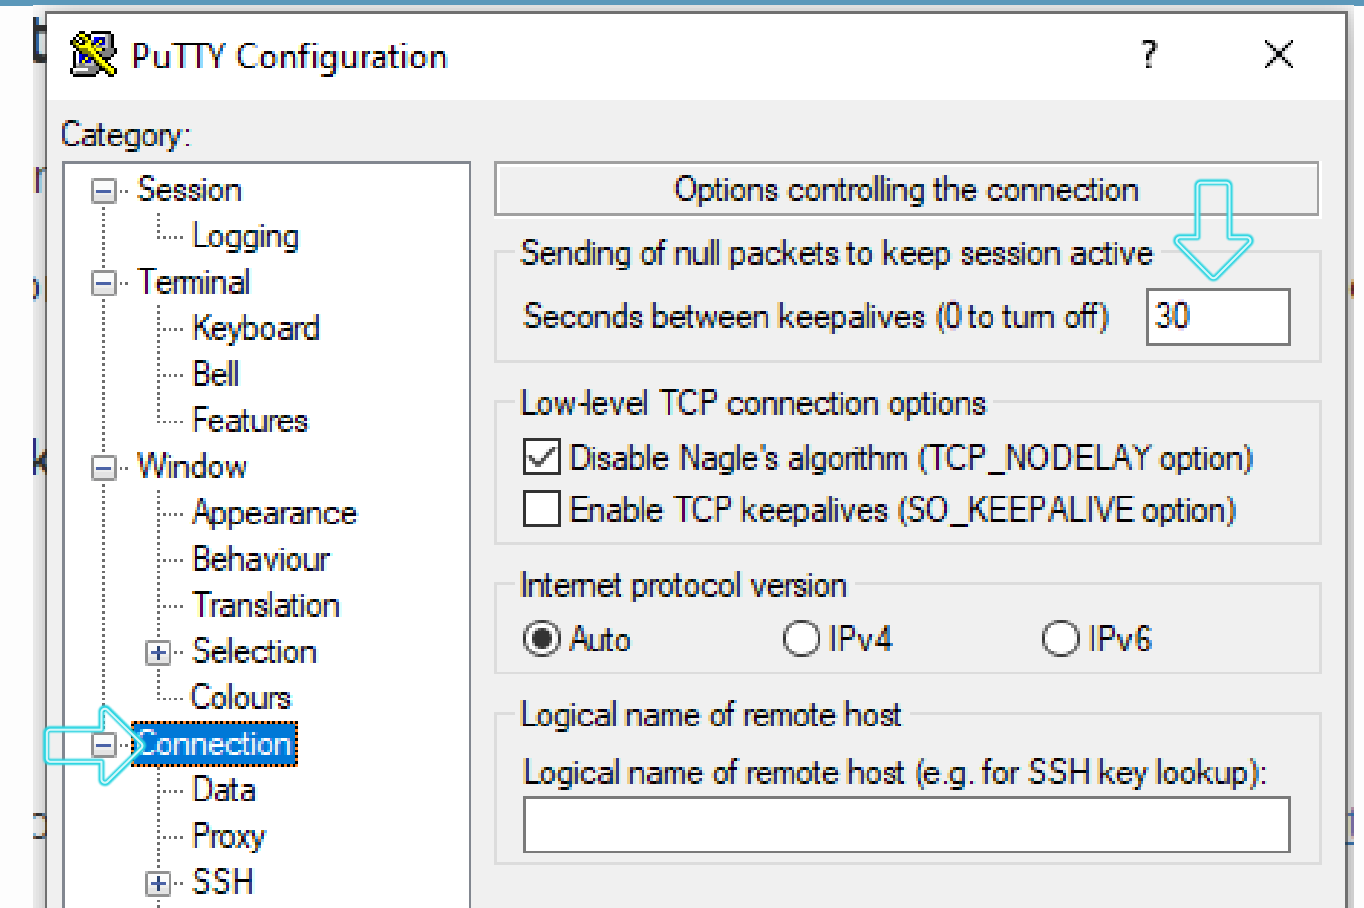 PuTTY Configuration
?
Category:
Session
Logging
Terminal
Keyboard
Bell
Features
Window
Appearance
Behaviour
Translation
Selection
Colours
Connection
Data
Proxy
SSH
Options controlling the connection
Sending of null packets to keep session active
Seconds between keepalives (0 to turn off)
30
Low-level TCP connection options
Disable Nagle's algorithm (TCP_NODELAY option)
Enable TCP keepalives (SO_KEEPALIVE option)
Internet protocol version
Auto
IPv4
IPv6
Logical name of remote host
Logical name of remote host (e.g. for SSH key lookup):